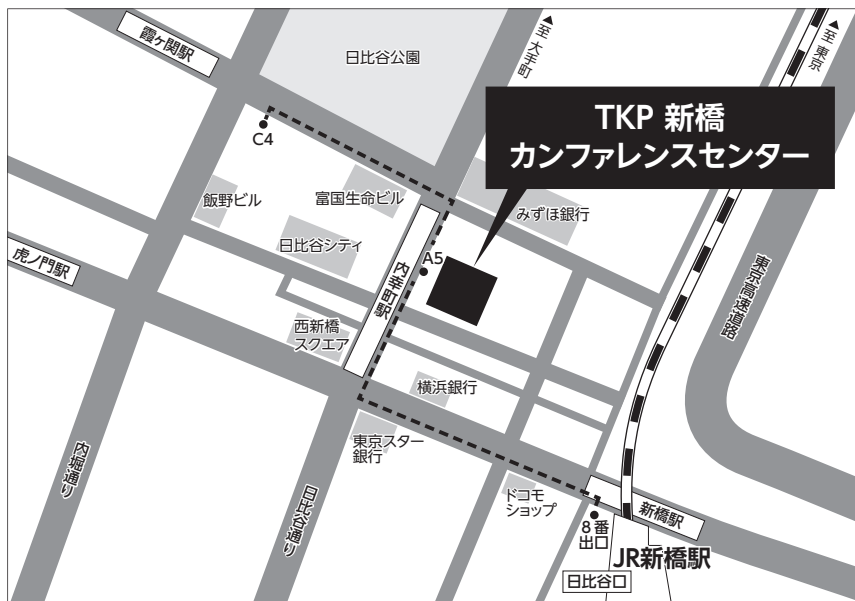 霞ヶ関駅
日比谷公園
▲至 大手町
▲至 東京
C4
TKP 新橋
カンファレンスセンター
飯野ビル
富国生命ビル
みずほ銀行
日比谷シティ
A5
虎ノ門駅
内幸町駅
東京高速道路
西新橋
スクエア
横浜銀行
東京スター
銀行
内堀通り
日比谷通り
ドコモ
ショップ
8番
出口
新橋駅
JR新橋駅
日比谷口